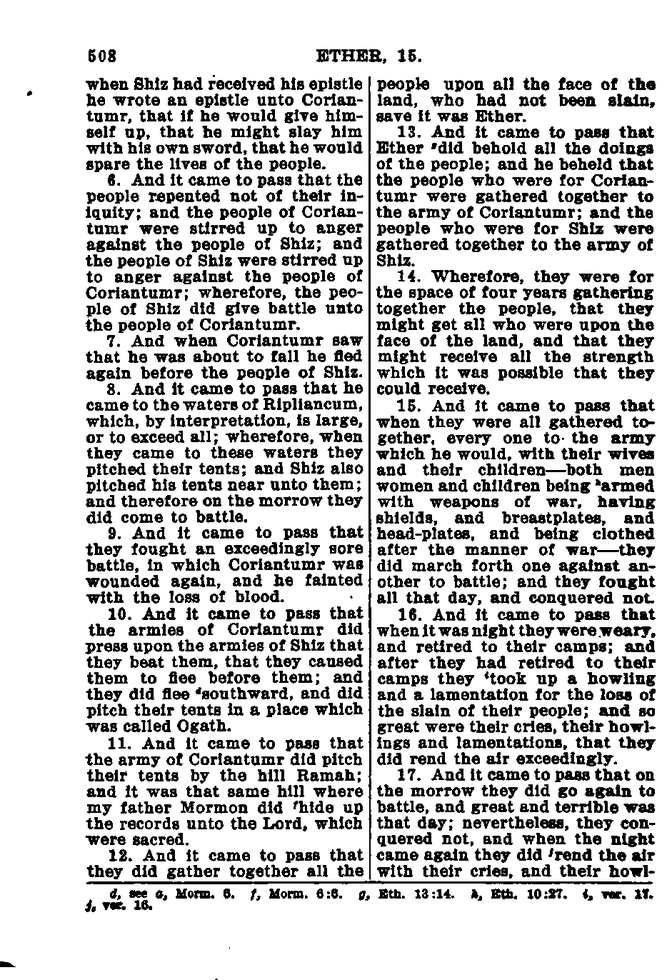 508 ETHER, 15.
when Shiz had received his epistle
he wrote an epistle unto Corian-
tumr, that if he would give him-
self up, that he might slay him
with his own sword, that he would
spare the lives of the people.
6. And it came to pass that the
people repented not of their in-
iquity; and the people of Corian-
tumr were stirred up to anger
against the people of Shiz; and
the people of Shiz were stirred up
to anger against the people of
Coriantumr; wherefore, the peo-
ple of Shiz did give battle unto
the people of Coriantumr.
7. And when Coriantumr saw
that he was about to fall he fled
again before the people of Shiz.
8. And it came to pass that he
came to the waters of Ripliancum,
which, by interpretation, is large,
or to exceed all; wherefore, when
they came to these waters they
pitched their tents; and Shiz also
pitched his tents near unto them;
and therefore on the morrow they
did come to battle.
9. And it came to pass that
they fought an exceedingly sore
battle, in which Coriantumr was
wounded again, and he fainted
with the loss of blood.
10. And it came to pass that
the armies of Coriantumr did
press upon the armies of Shiz that
they beat them, that they caused
them to flee before them; and
they did flee dsouthward, and did
pitch their tents in a place which
was called Ogath.
11. And it came to pass that
the army of Coriantumr did pitch
their tents by the hill Ramah;
and it was that same hill where
my father Mormon did fhide up
the records unto the Lord, which
were sacred.
12. And it came to pass that
they did gather together all the
people upon all the face of the
land, who had not been slain,
save it was Ether.
13. And it came to pass that
Ether gdid behold all the doings
of the people; and he beheld that
the people who were for Corian-
tumr were gathered together to
the army of Coriantumr; and the
people who were for Shiz were
gathered together to the army of
Shiz.
14. Wherefore, they were for
the space of four years gathering
together the people, that they
might get all who were upon the
face of the land, and that they
might receive all the strength
which it was possible that they
could receive.
15. And it came to pass that
when they were all gathered to-
gether, every one to the army
which he would, with their wives
and their children—both men
women and children being harmed
with weapons of war, having
shields, and breastplates, and
head-plates, and being clothed
after the manner of war—they
did march forth one against an-
other to battle; and they fought
all that day, and conquered not.
16. And it came to pass that
when it was night they were weary,
and retired to their camps; and
after they had retired to their
camps they itook up a howling
and a lamentation for the loss of
the slain of their people; and so
great were their cries, their howl-
ings and lamentations, that they
did rend the air exceedingly.
17. And it came to pass that on
the morrow they did go again to
battle, and great and terrible was
that day; nevertheless, they con-
quered not, and when the night
came again they did jrend the air
with their cries, and their howl-
d, see a, Morm. 6. f, Morm. 6:6. g, Eth. 13:14. h, Eth. 10:27. i, ver. 17.
j, ver. 16.